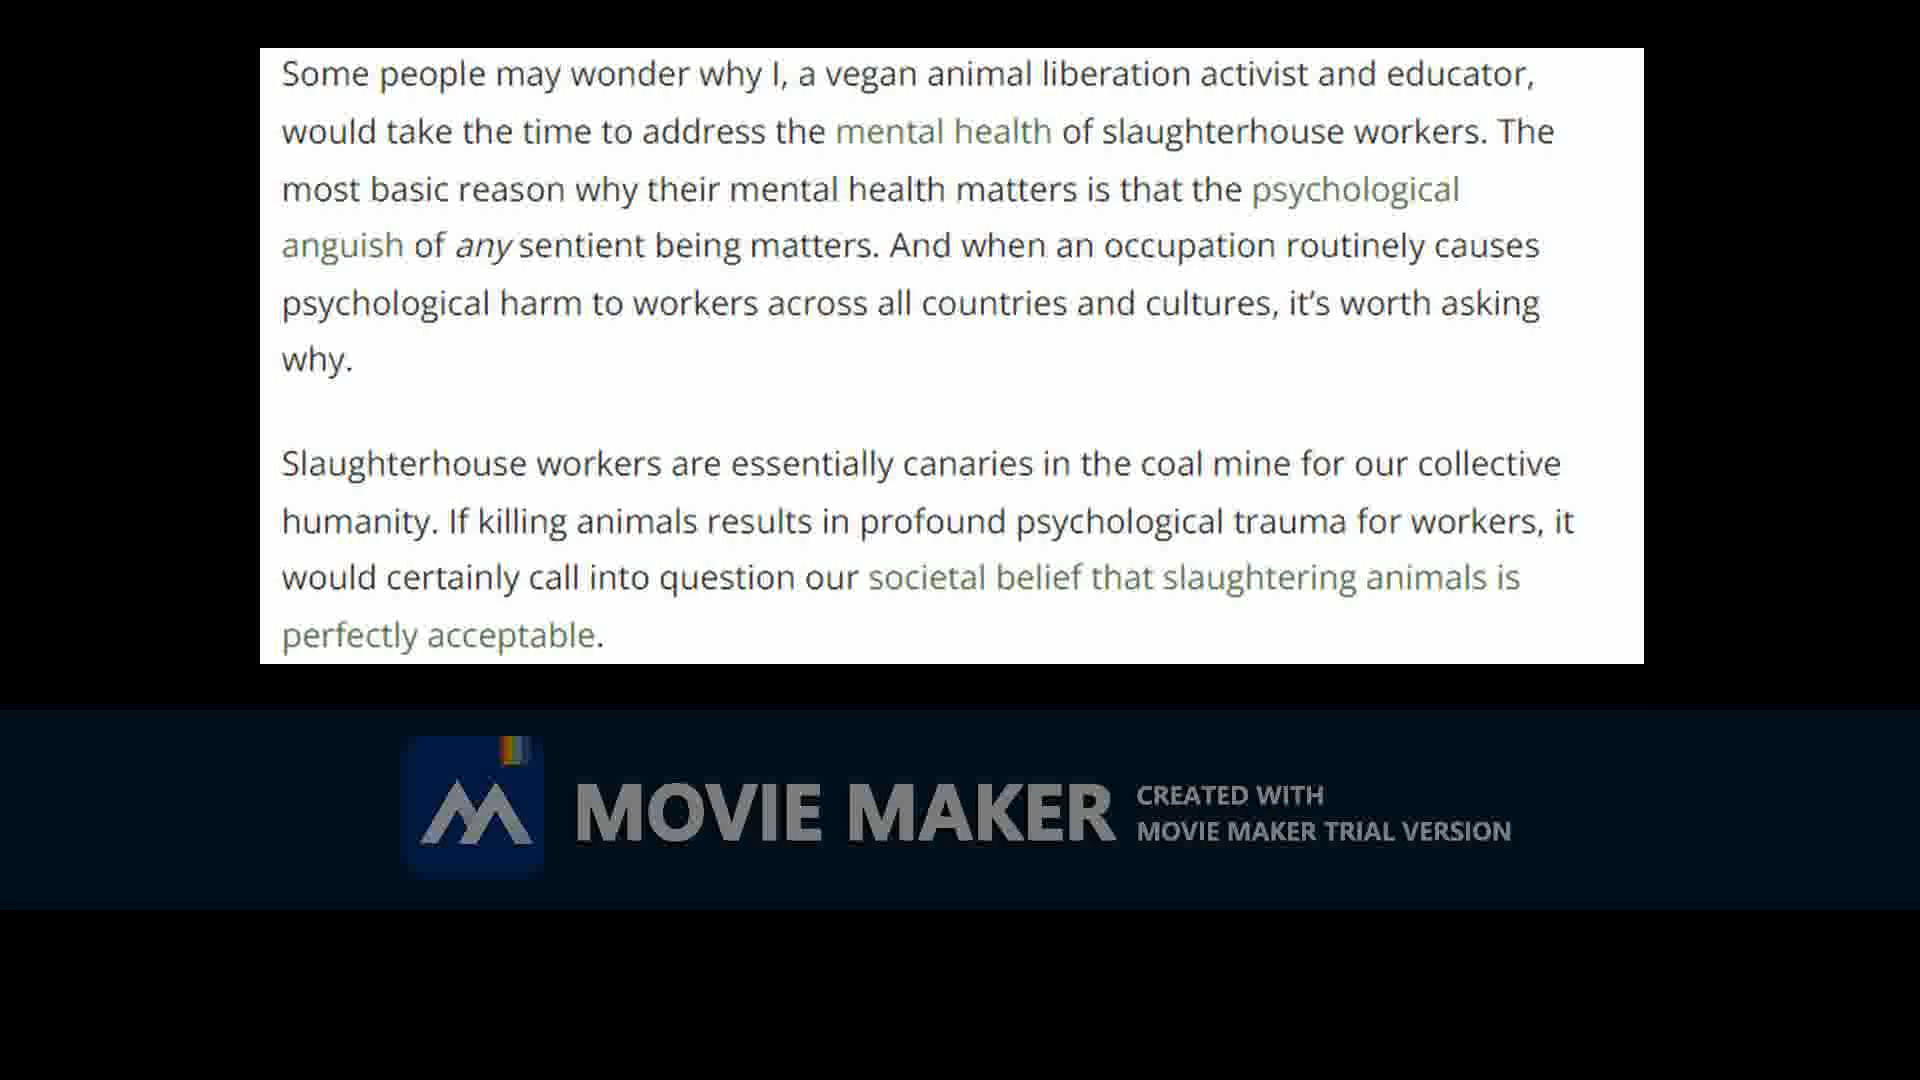 Some people may wonder why I, a vegan animal liberation activist and educator,
would take the time to address the mental health of slaughterhouse workers. The
most basic reason why their mental health matters is that the psychological
anguish of any sentient being matters. And when an occupation routinely causes
psychological harm to workers across all countries and cultures, it’s worth asking
why.
Slaughterhouse workers are essentially canaries in the coal mine for our collective
humanity. If killing animals results in profound psychological trauma for workers, it
would certainly call into question our societal belief that slaughtering animals is
perfectly acceptable.
MOVIE MAKER
CREATED WITH
MOVIE MAKER TRIAL VERSION